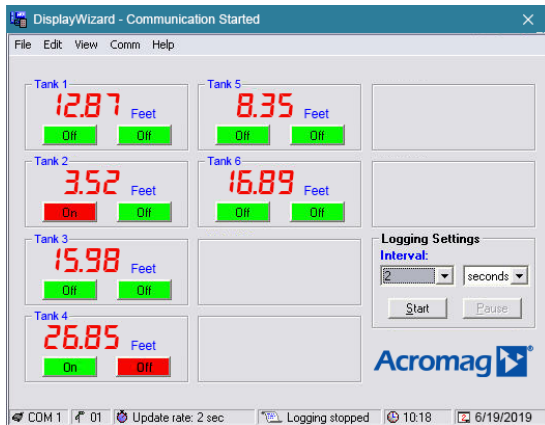 DisplayWizard - Communication Started
File Edit View Comm Help
Tank 1
12.87 Feet
Off Off
Tank 2
3.52 Feet
On Off
Tank 3
15.98 Feet
Off Off
Tank 4
26.85 Feet
On Off
Tank 5
8.35 Feet
Off Off
Tank 6
16.89 Feet
Off Off
Logging Settings
Interval:
2 seconds
Start Pause
Acromag®
COM 1 01 Update rate: 2 sec Logging stopped 10:18 6/19/2019